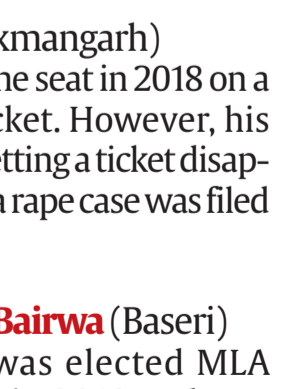 xmangarh)
he seat in 2018 on a
cket. However, his
etting a ticket disap-
a rape case was filed
Bairwa (Baseri)
was elected MLA